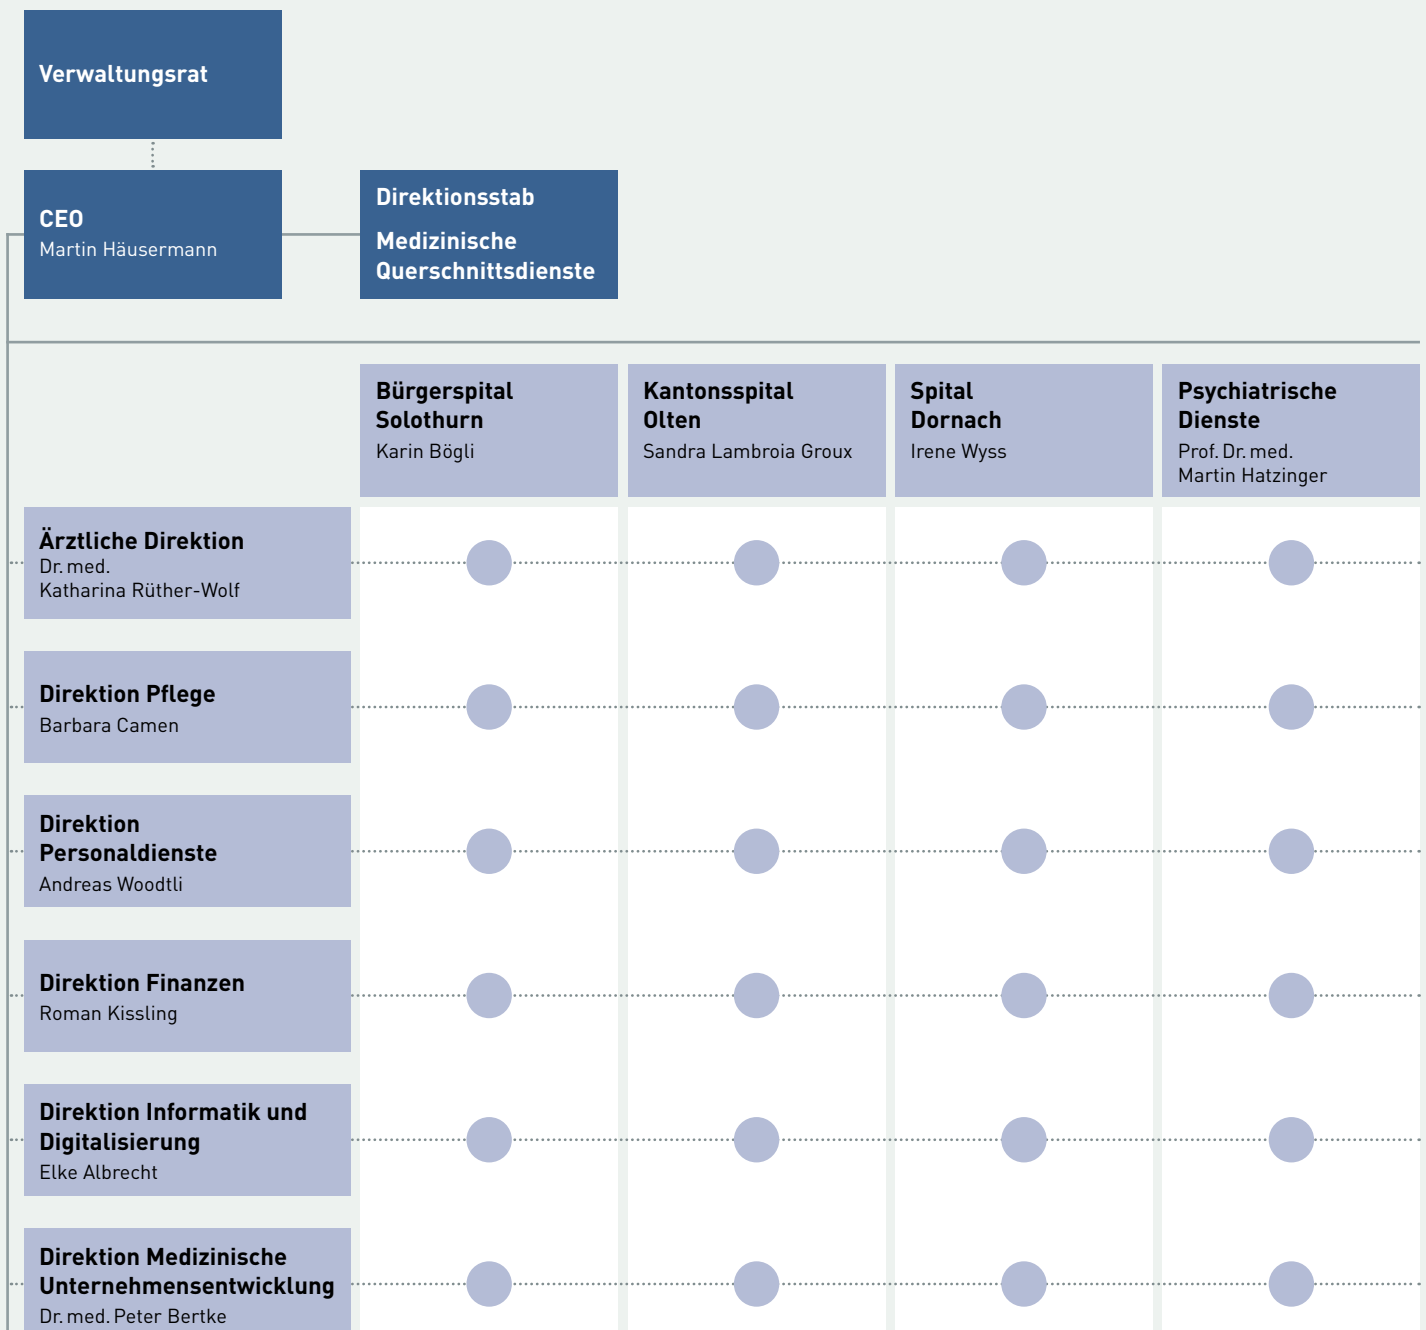 Verwaltungsrat
CEO
Martin Häusermann
Direktionsstab
Medizinische
Querschnittsdienste
Bürgerspital
Solothurn
Karin Bögli
Kantonsspital
Olten
Sandra Lambroia Groux
Spital
Dornach
Irene Wyss
Psychiatrische
Dienste
Prof. Dr. med.
Martin Hatzinger
Ärztliche Direktion
Dr. med.
Katharina Rüther-Wolf
Direktion Pflege
Barbara Camen
Direktion
Personaldienste
Andreas Woodtli
Direktion Finanzen
Roman Kissling
Direktion Informatik und
Digitalisierung
Elke Albrecht
Direktion Medizinische
Unternehmensentwicklung
Dr. med. Peter Bertke